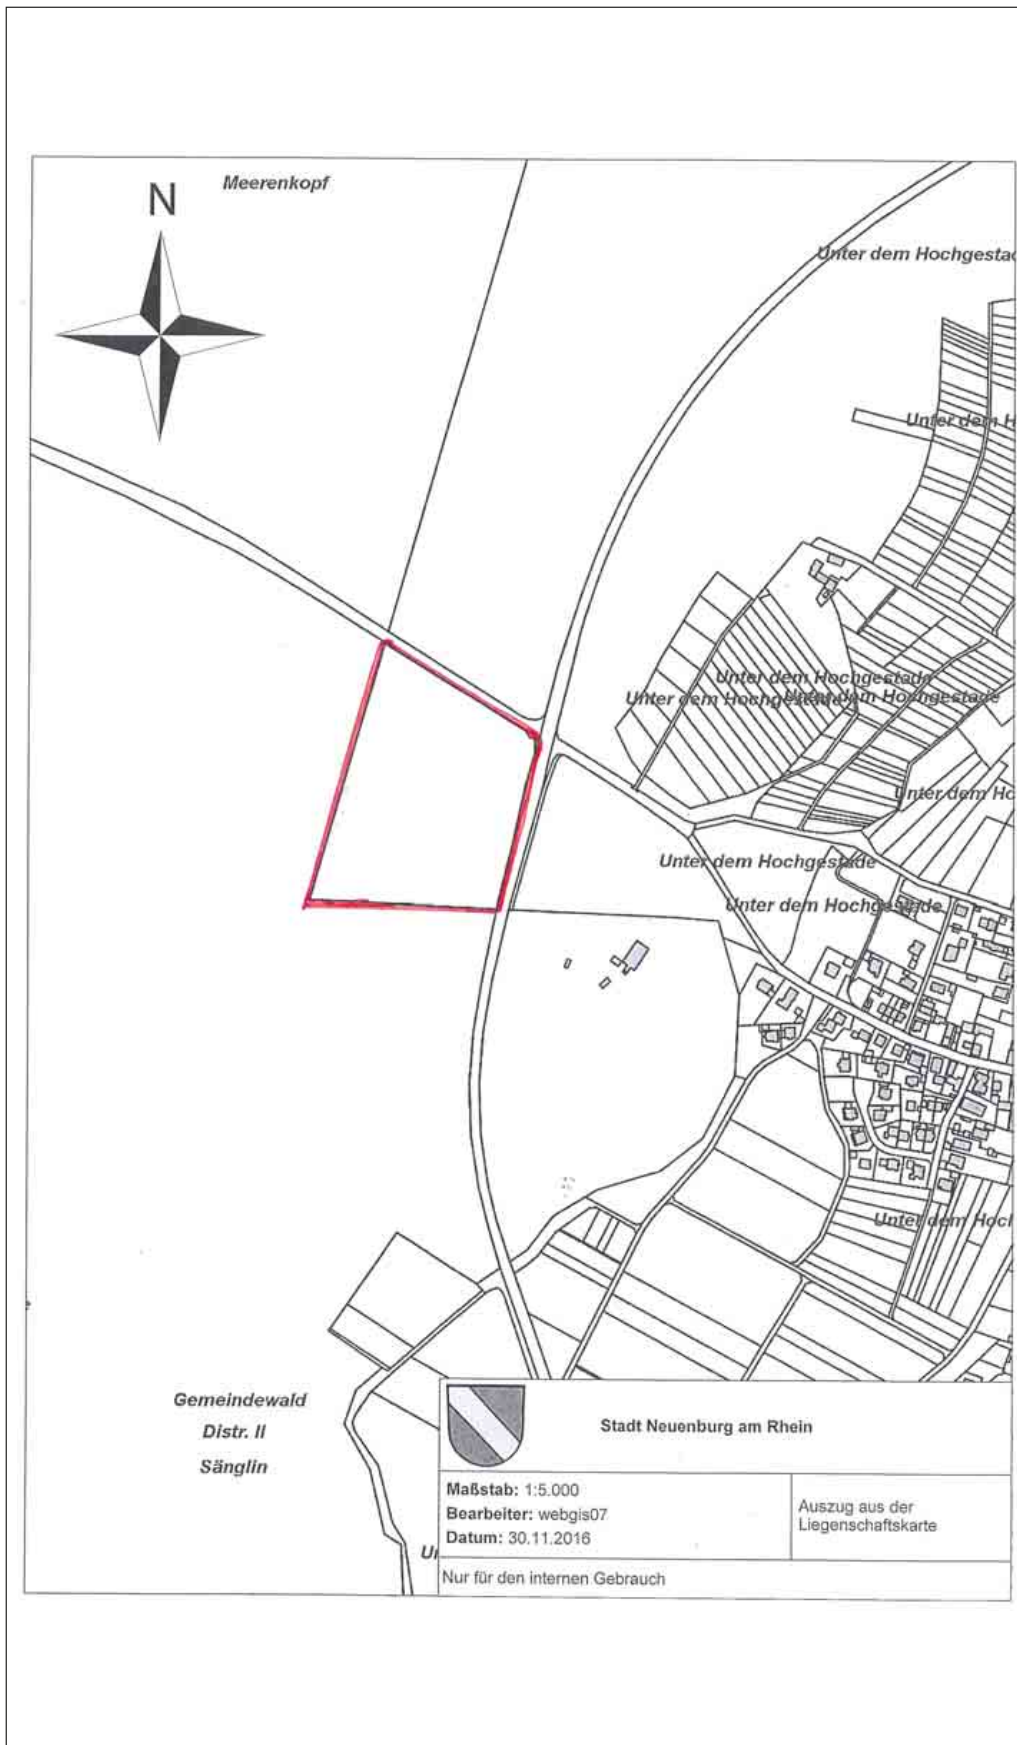 N
Meerenkopf
Unter dem Hochgestad
Unter dem H
Unter dem Hochgestade
Unter dem Hochgestade
Unter dem Hochgestade
Unter dem Ho
Unter dem Hochgestade
Unter dem Hochgestade
Unter dem Hoch
Gemeindewald
Distr. II
Sänglin
Stadt Neuenburg am Rhein
Maßstab: 1:5.000
Bearbeiter: webgis07
Datum: 30.11.2016
Auszug aus der
Liegenschaftskarte
Nur für den internen Gebrauch